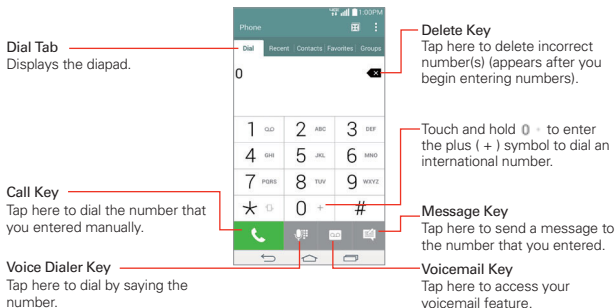 Dial Tab
Displays the diapad.
Call Key
Tap here to dial the number that
you entered manually.
Voice Dialer Key
Tap here to dial by saying the
number.
1:00PM
Phone
Dial Recent Contacts Favorites Groups
0
1
2 ABC 3 DEF
4 GHI 5 JKL 6 MNO
7 PQRS 8 TUV 9 WXYZ
* 0 + #
Delete Key
Tap here to delete incorrect
number(s) (appears after you
begin entering numbers).
Touch and hold 0 + to enter
the plus ( + ) symbol to dial an
international number.
Message Key
Tap here to send a message to
the number that you entered.
Voicemail Key
Tap here to access your
voicemail feature.